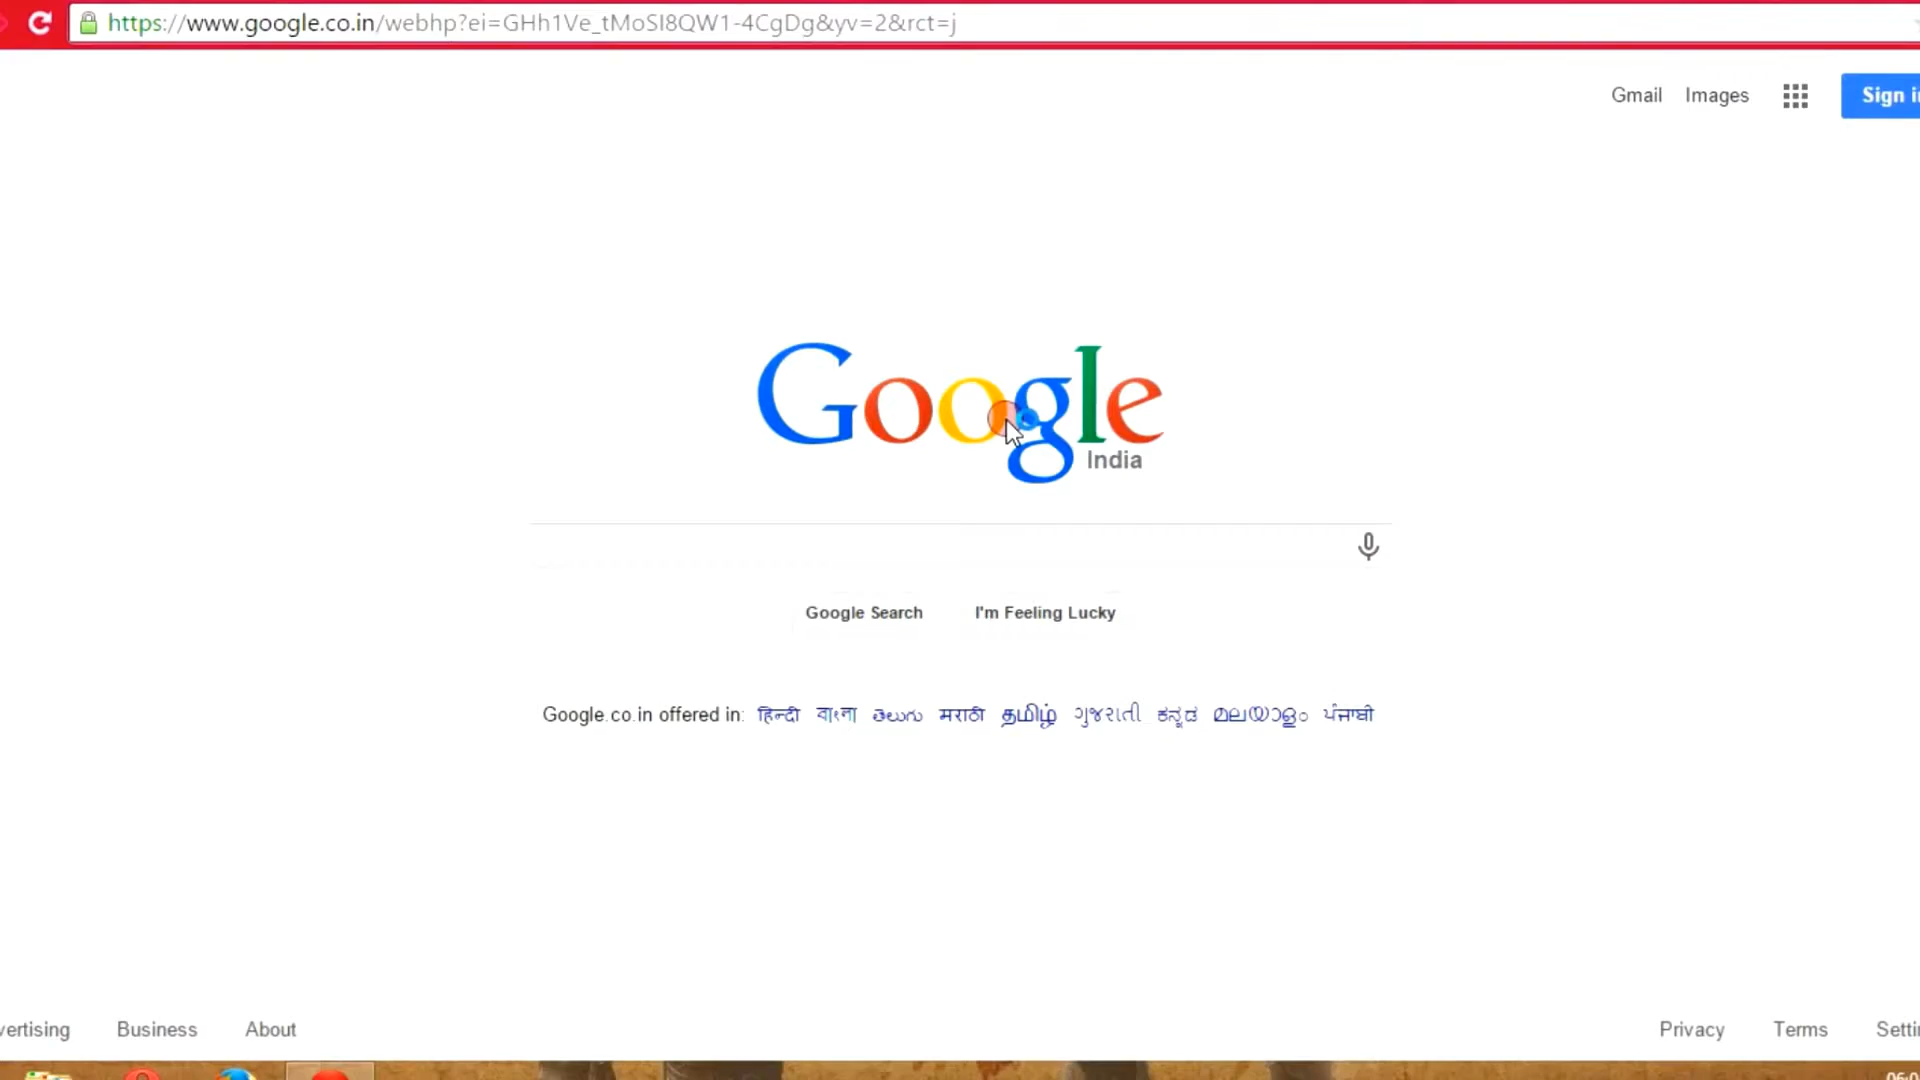 https://www.google.co.in/webhp?ei=GHh1Ve_tMoSI8QW1-4CgDg&yv=2&rct=j
Gmail Images Sign i
Google
India
Google Search I'm Feeling Lucky
Google.co.in offered in: हिन्दी বাংলা తెలుగు मराठी தமிழ் ગુજરાતી ಕನ್ನಡ മലയാളം ਪੰਜਾਬੀ
vertising Business About Privacy Terms Setti